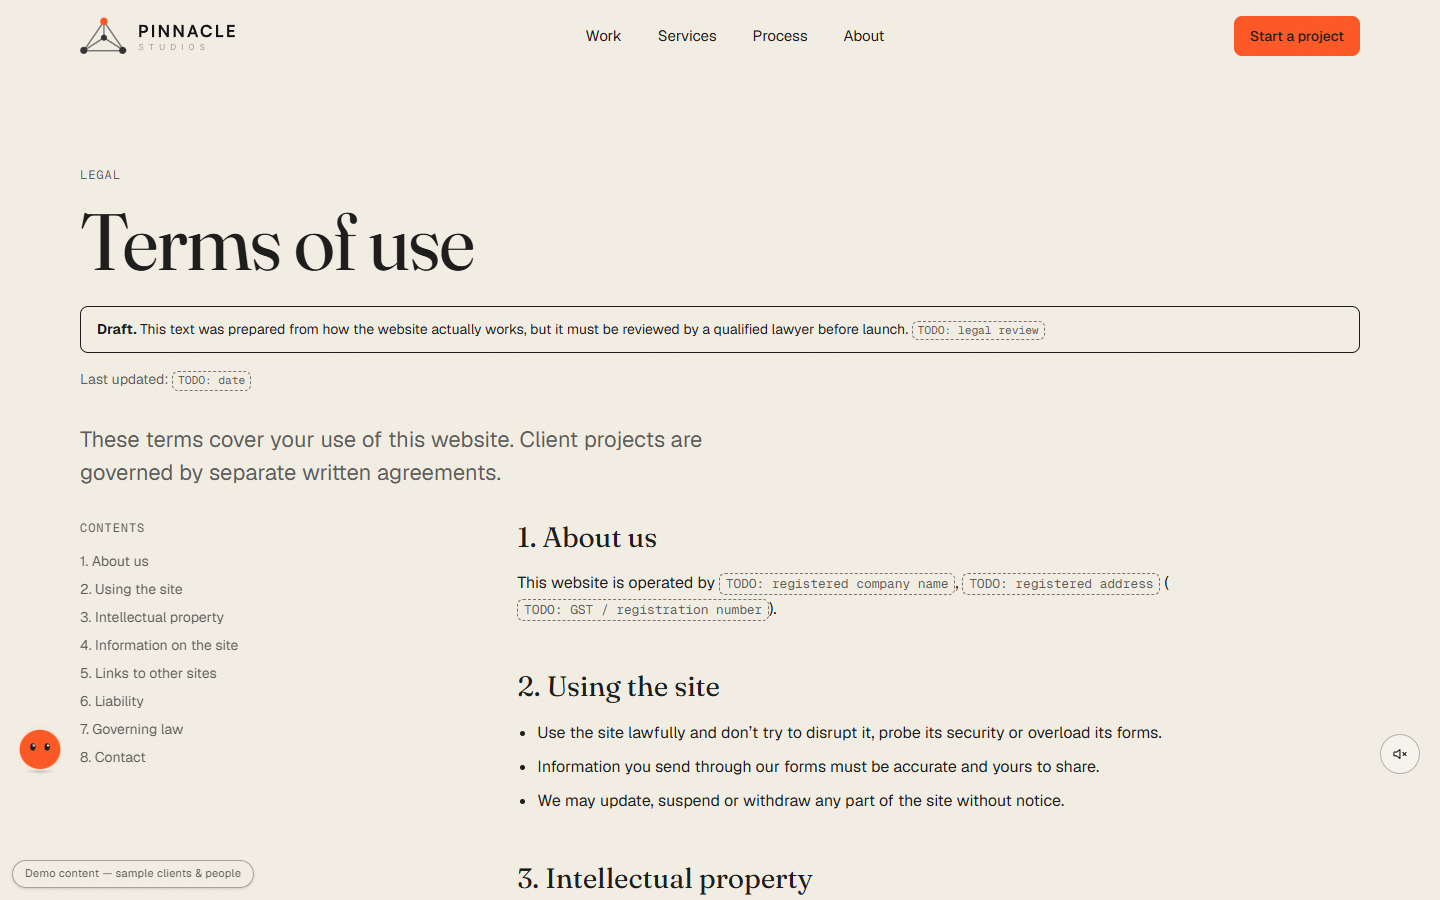 PINNACLE
STUDIOS
Work
Services
Process
About
Start a project
LEGAL
Terms of use
Draft. This text was prepared from how the website actually works, but it must be reviewed by a qualified lawyer before launch. TODO: legal review
Last updated: TODO: date
These terms cover your use of this website. Client projects are
governed by separate written agreements.
CONTENTS
1. About us
2. Using the site
3. Intellectual property
4. Information on the site
5. Links to other sites
6. Liability
7. Governing law
8. Contact
1. About us
This website is operated by TODO: registered company name, TODO: registered address (
TODO: GST / registration number).
2. Using the site
• Use the site lawfully and don’t try to disrupt it, probe its security or overload its forms.
• Information you send through our forms must be accurate and yours to share.
• We may update, suspend or withdraw any part of the site without notice.
3. Intellectual property
Demo content — sample clients & people